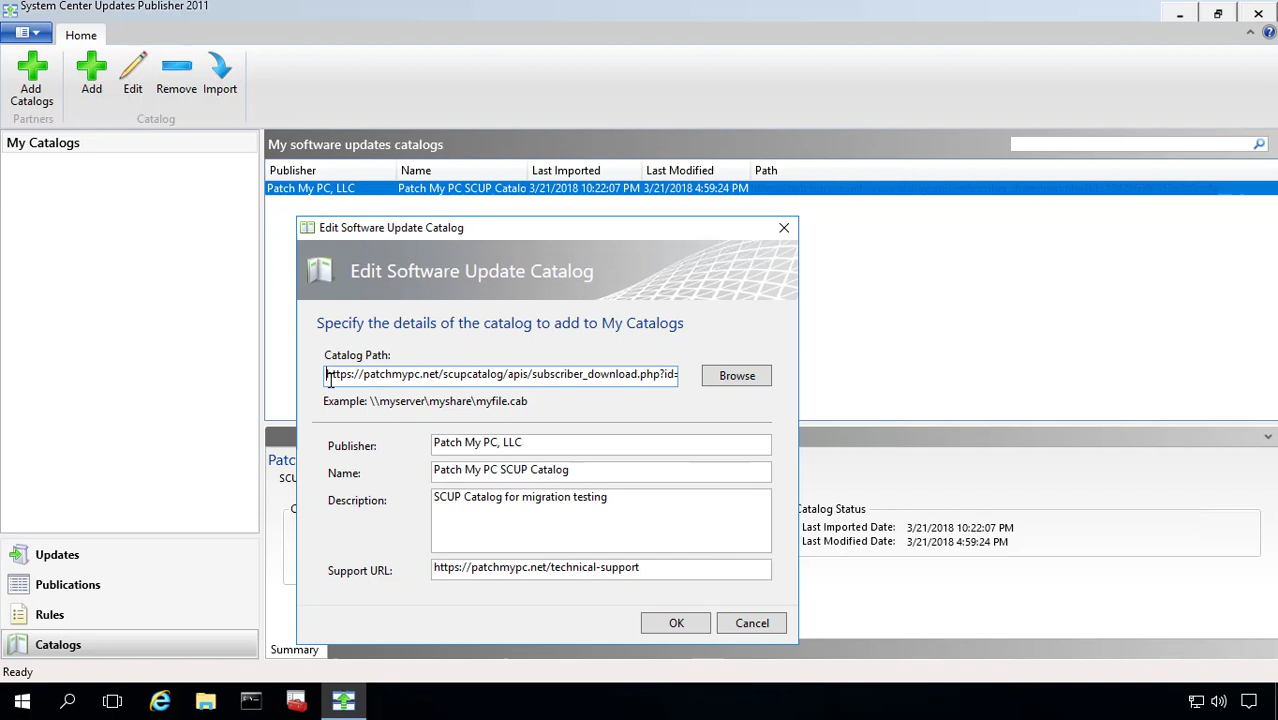 System Center Updates Publisher 2011
Home
Add
Catalogs
Add
Edit
Remove
Import
Partners
Catalog
My Catalogs
My software updates catalogs
Publisher
Name
Last Imported
Last Modified
Path
Patch My PC, LLC
Patch My PC SCUP Catalo
3/21/2018 10:22:07 PM
3/21/2018 4:59:24 PM
Edit Software Update Catalog
Edit Software Update Catalog
Specify the details of the catalog to add to My Catalogs
Catalog Path:
https://patchmypc.net/scupcatalog/apis/subscriber_download.php?id=
Browse
Example: \\myserver\myshare\myfile.cab
Publisher:
Patch My PC, LLC
Name:
Patch My PC SCUP Catalog
Description:
SCUP Catalog for migration testing
Support URL:
https://patchmypc.net/technical-support
OK
Cancel
Patc
SCU
C
Catalog Status
Last Imported Date:
3/21/2018 10:22:07 PM
Last Modified Date:
3/21/2018 4:59:24 PM
Updates
Publications
Rules
Catalogs
Summary
Ready